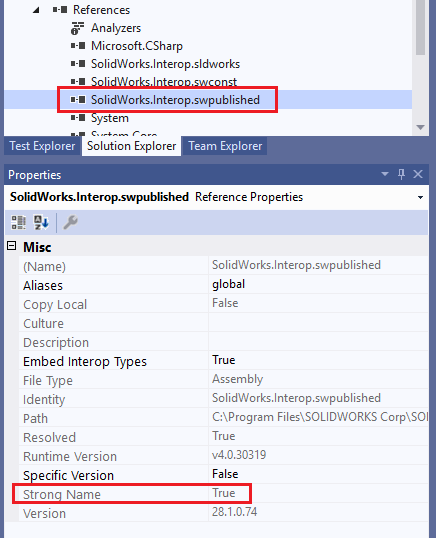 References
Analyzers
Microsoft.CSharp
SolidWorks.Interop.sldworks
SolidWorks.Interop.swconst
SolidWorks.Interop.swpublished
System
System.Core
Test Explorer Solution Explorer Team Explorer
Properties
SolidWorks.Interop.swpublished Reference Properties
Misc
(Name) SolidWorks.Interop.swpublished
Aliases global
Copy Local False
Culture
Description
Embed Interop Types True
File Type Assembly
Identity SolidWorks.Interop.swpublished
Path C:\Program Files\SOLIDWORKS Corp\SOL
Resolved True
Runtime Version v4.0.30319
Specific Version False
Strong Name True
Version 28.1.0.74